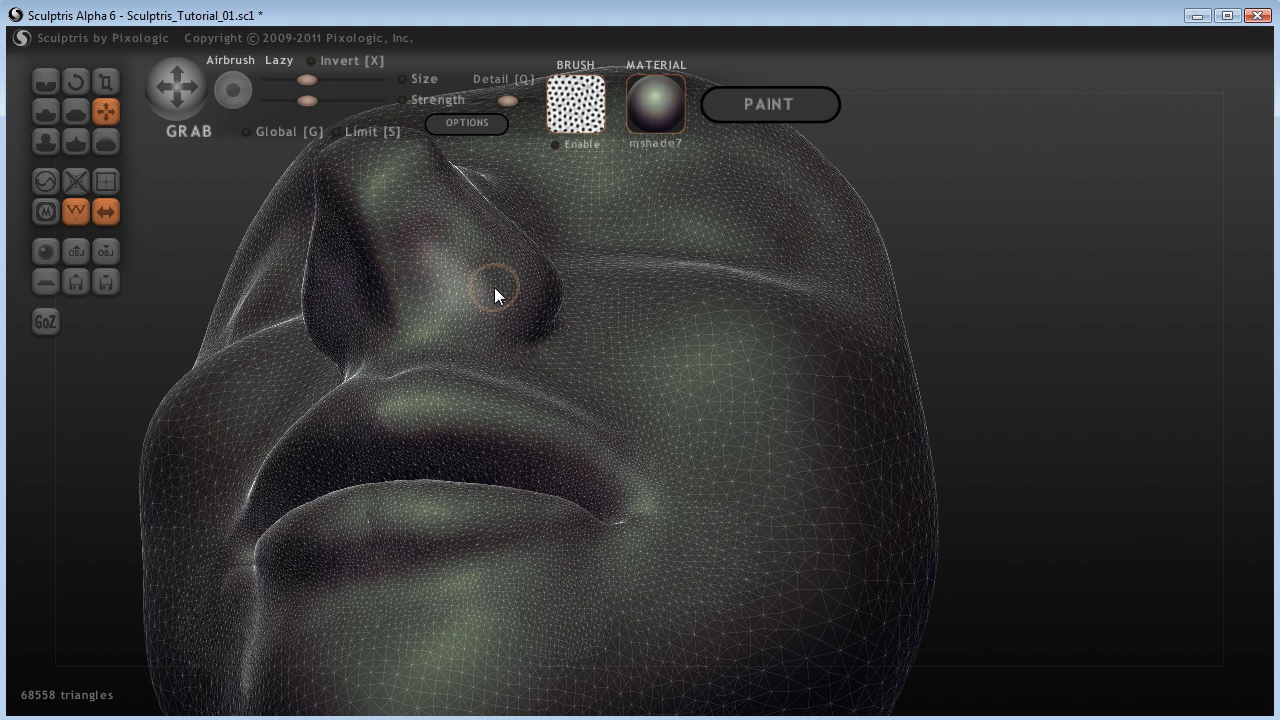 Sculptris Alpha 6 - Sculptris_Tutorial_01.sc1 *
Sculptris by Pixologic Copyright © 2009-2011 Pixologic, Inc.
Airbrush Lazy Invert [X]
Size Detail [Q]
Strength
GRAB Global [G] Limit [S] OPTIONS
BRUSH MATERIAL
PAINT
Enable mshade7
M
OBJ OBJ
GoZ
68558 triangles